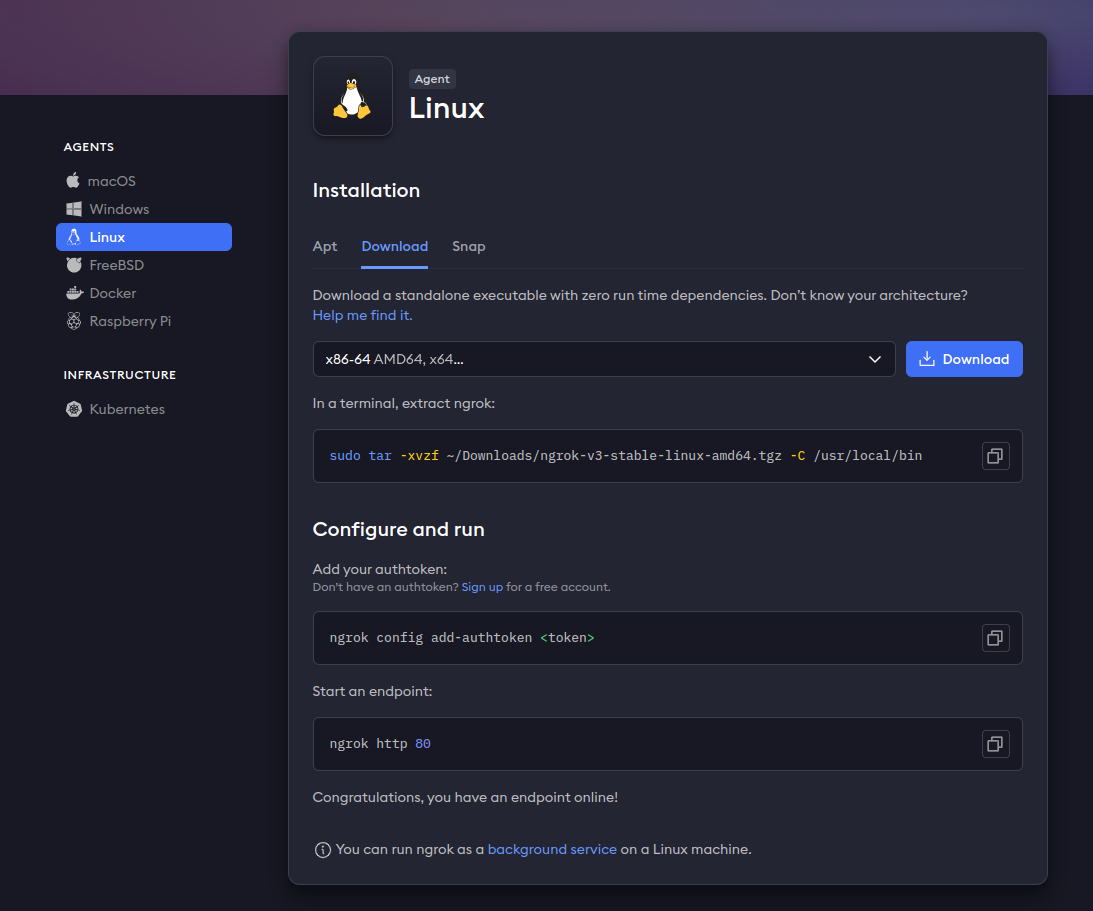 AGENTS
macOS
Windows
Linux
FreeBSD
Docker
Raspberry Pi
INFRASTRUCTURE
Kubernetes
Agent
Linux
Installation
Apt Download Snap
Download a standalone executable with zero run time dependencies. Don’t know your architecture?
Help me find it.
x86-64 AMD64, x64...
Download
In a terminal, extract ngrok:
sudo tar -xvzf ~/Downloads/ngrok-v3-stable-linux-amd64.tgz -C /usr/local/bin
Configure and run
Add your authtoken:
Don't have an authtoken? Sign up for a free account.
ngrok config add-authtoken <token>
Start an endpoint:
ngrok http 80
Congratulations, you have an endpoint online!
You can run ngrok as a background service on a Linux machine.